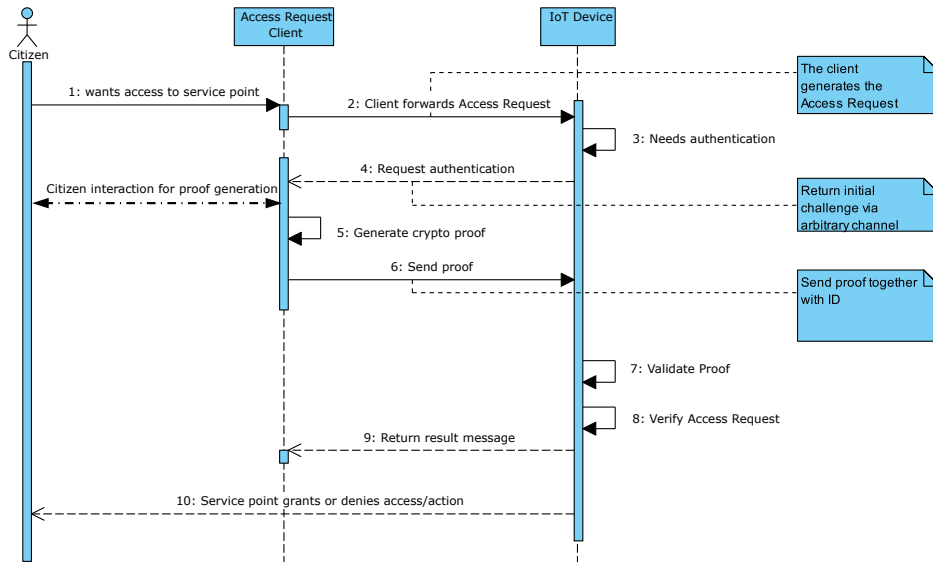 Citizen
Access Request
Client
IoT Device
The client
generates the
Access Request
1: wants access to service point
2: Client forwards Access Request
3: Needs authentication
4: Request authentication
Citizen interaction for proof generation
Return initial
challenge via
arbitrary channel
5: Generate crypto proof
6: Send proof
Send proof together
with ID
7: Validate Proof
8: Verify Access Request
9: Return result message
10: Service point grants or denies access/action